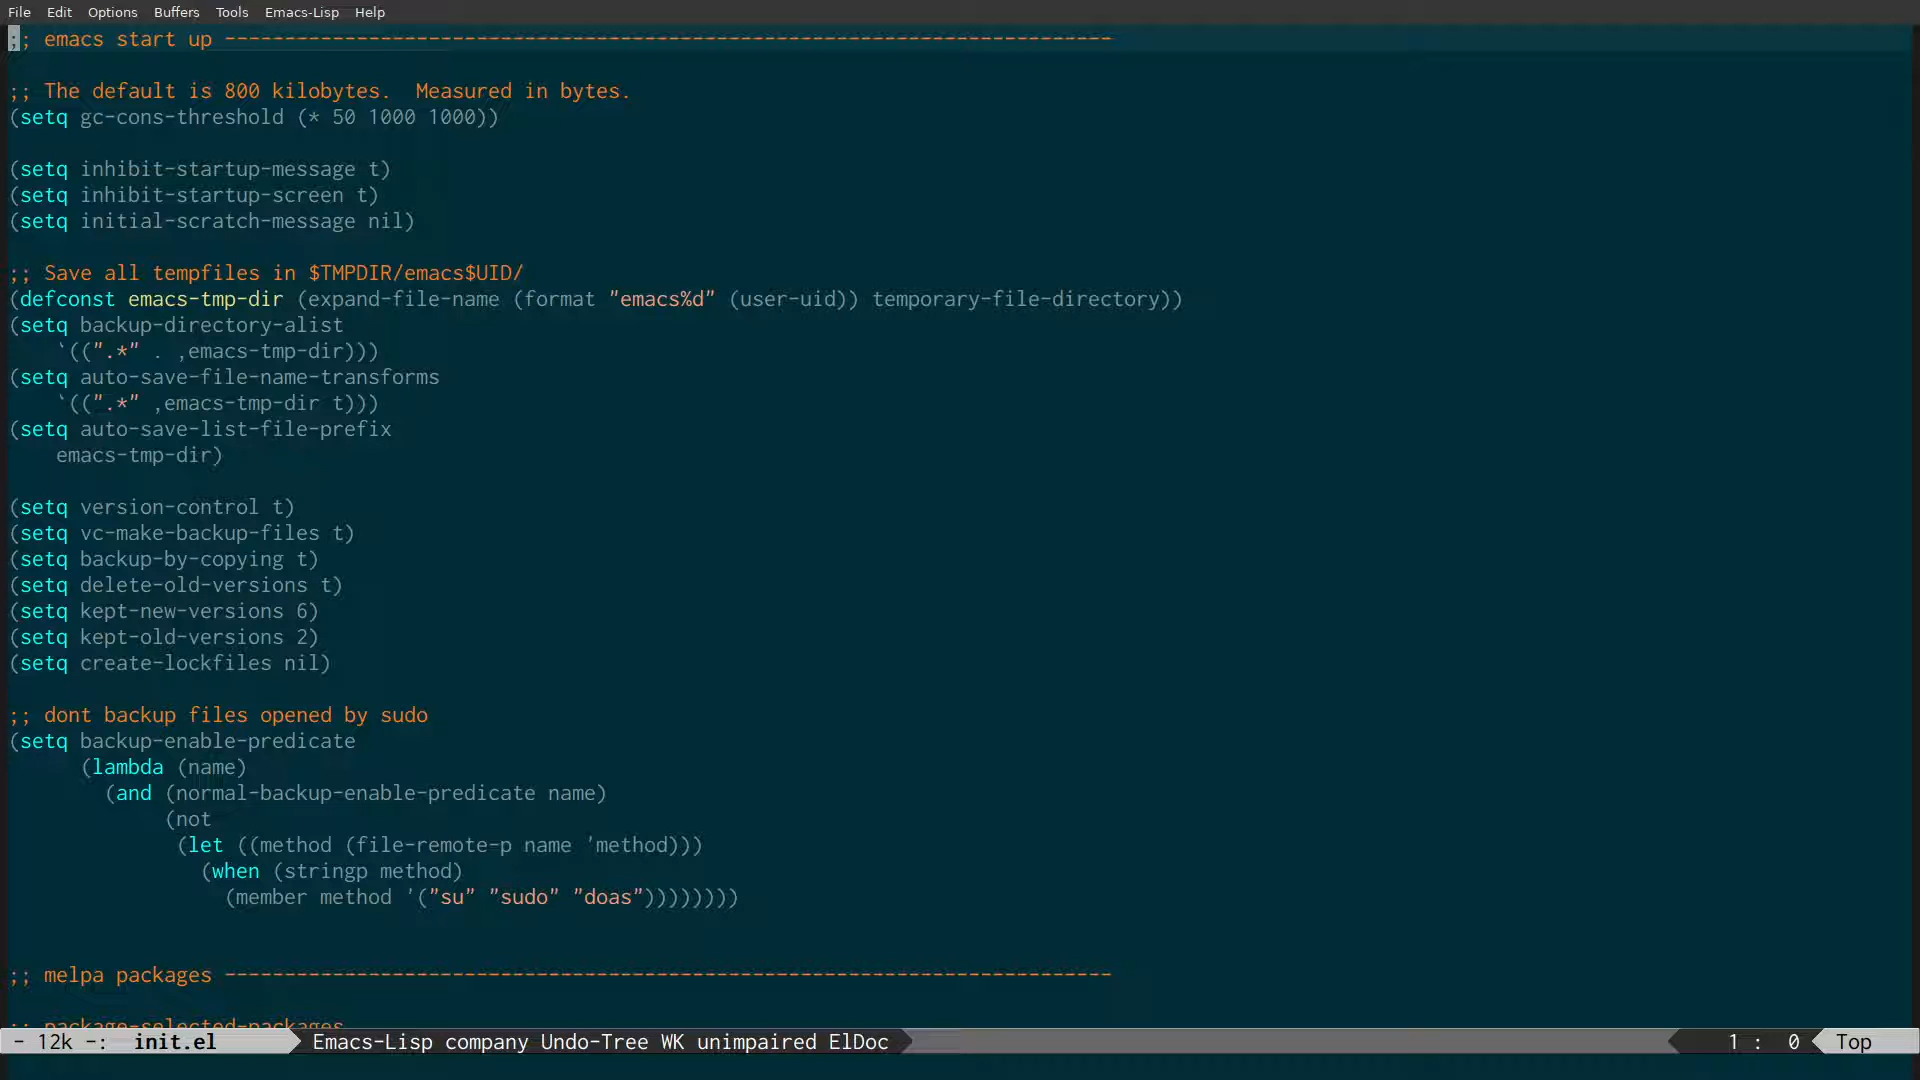 File Edit Options Buffers Tools Emacs-Lisp Help
;; emacs start up --------------------------------------------------------------------------
;; The default is 800 kilobytes.  Measured in bytes.
(setq gc-cons-threshold (* 50 1000 1000))
(setq inhibit-startup-message t)
(setq inhibit-startup-screen t)
(setq initial-scratch-message nil)
;; Save all tempfiles in $TMPDIR/emacs$UID/
(defconst emacs-tmp-dir (expand-file-name (format "emacs%d" (user-uid)) temporary-file-directory))
(setq backup-directory-alist
    `((".*" . ,emacs-tmp-dir)))
(setq auto-save-file-name-transforms
    `((".*" ,emacs-tmp-dir t)))
(setq auto-save-list-file-prefix
    emacs-tmp-dir)
(setq version-control t)
(setq vc-make-backup-files t)
(setq backup-by-copying t)
(setq delete-old-versions t)
(setq kept-new-versions 6)
(setq kept-old-versions 2)
(setq create-lockfiles nil)
;; dont backup files opened by sudo
(setq backup-enable-predicate
      (lambda (name)
        (and (normal-backup-enable-predicate name)
             (not
              (let ((method (file-remote-p name 'method)))
                (when (stringp method)
                  (member method '("su" "sudo" "doas"))))))))
;; melpa packages --------------------------------------------------------------------------
;; package-selected-packages
- 12k -: init.el Emacs-Lisp company Undo-Tree WK unimpaired ElDoc 1 : 0 Top